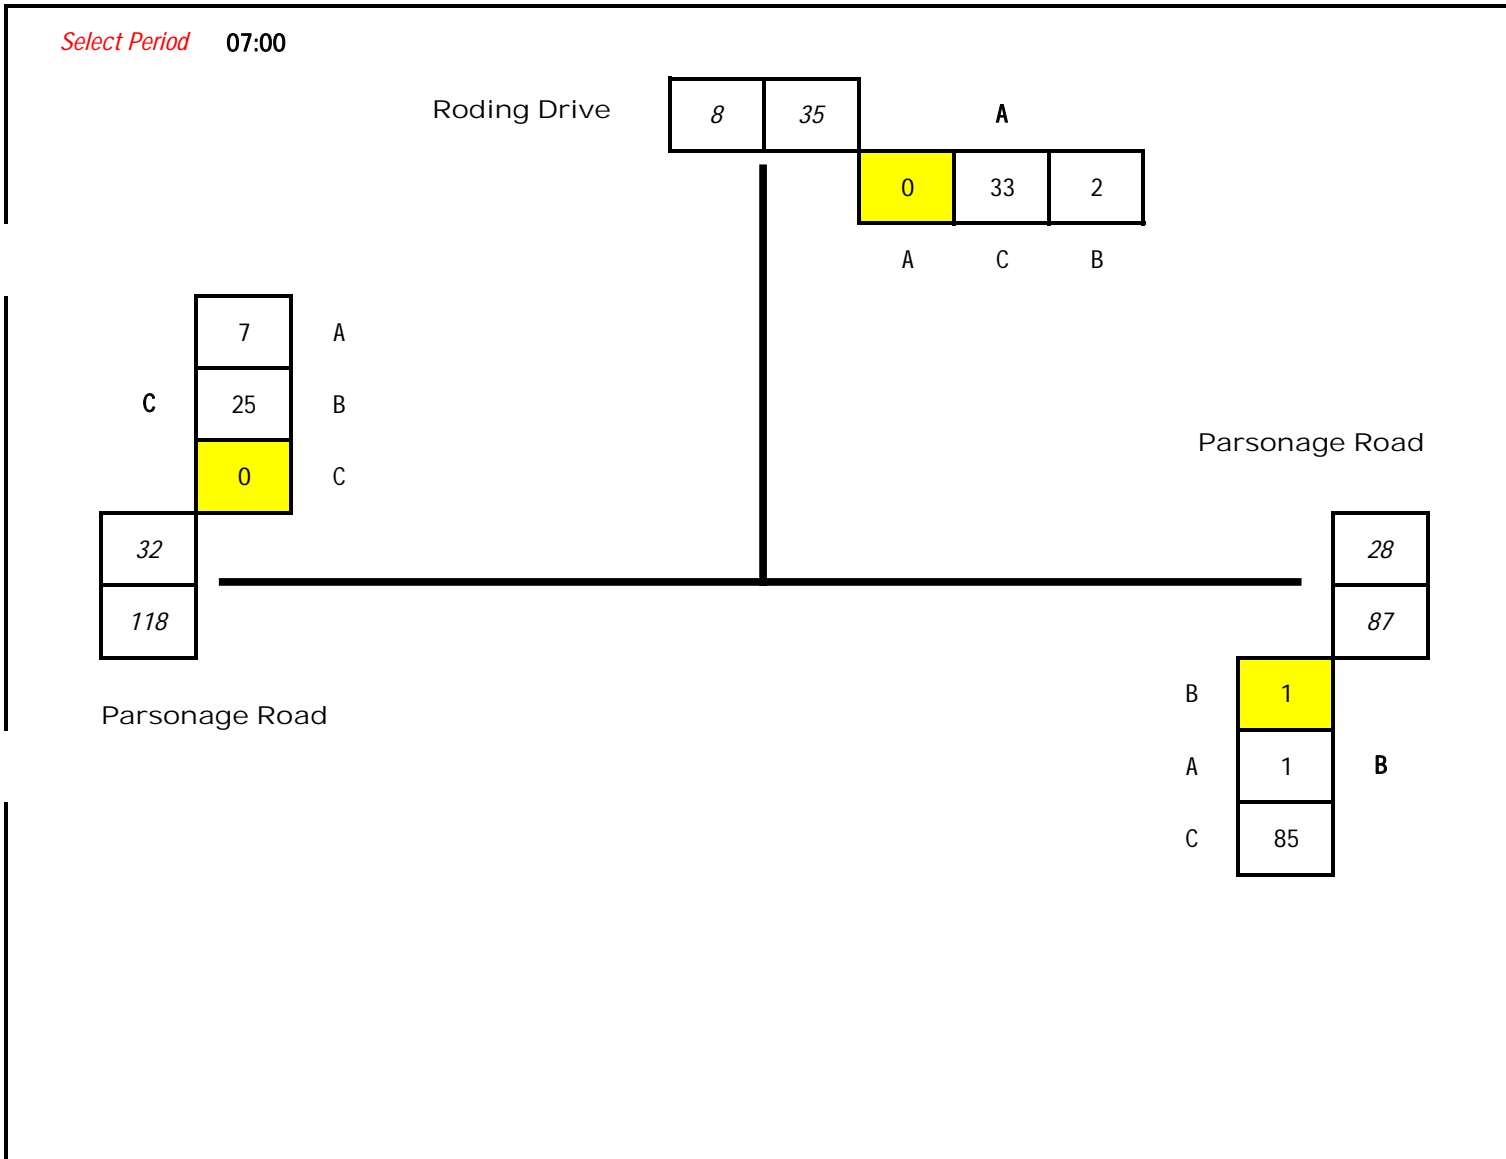 Select Period 07:00
Roding Drive 8 35 A
0 33 2
A C B
7 A
C 25 B
Parsonage Road
0 C
32 28
118 87
B 1
Parsonage Road
A 1 B
C 85